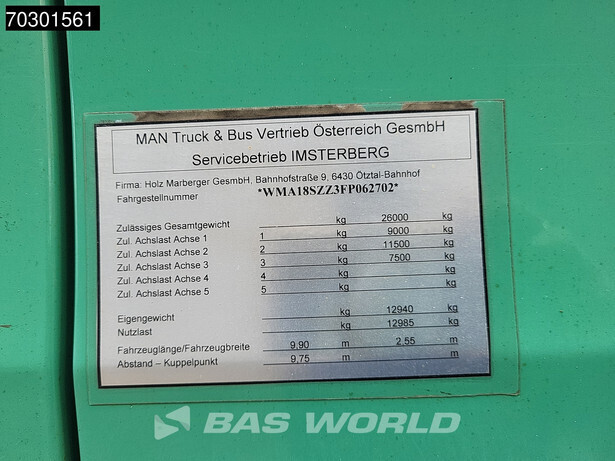 70301561
MAN Truck & Bus Vertrieb Österreich GesmbH
Servicebetrieb IMSTERBERG
Firma: Holz Marberger GesmbH, Bahnhofstraße 9, 6430 Ötztal-Bahnhof
Fahrgestellnummer *WMA18SZZ3FP062702*
Zulässiges Gesamtgewicht kg 26000 kg
Zul. Achslast Achse 1 1 kg 9000 kg
Zul. Achslast Achse 2 2 kg 11500 kg
Zul. Achslast Achse 3 3 kg 7500 kg
Zul. Achslast Achse 4 4 kg kg
Zul. Achslast Achse 5 5 kg kg
Eigengewicht kg 12940 kg
Nutzlast kg 12985 kg
Fahrzeuglänge/Fahrzeugbreite 9,90 m 2,55 m
Abstand – Kuppelpunkt 9,75 m m
BAS WORLD